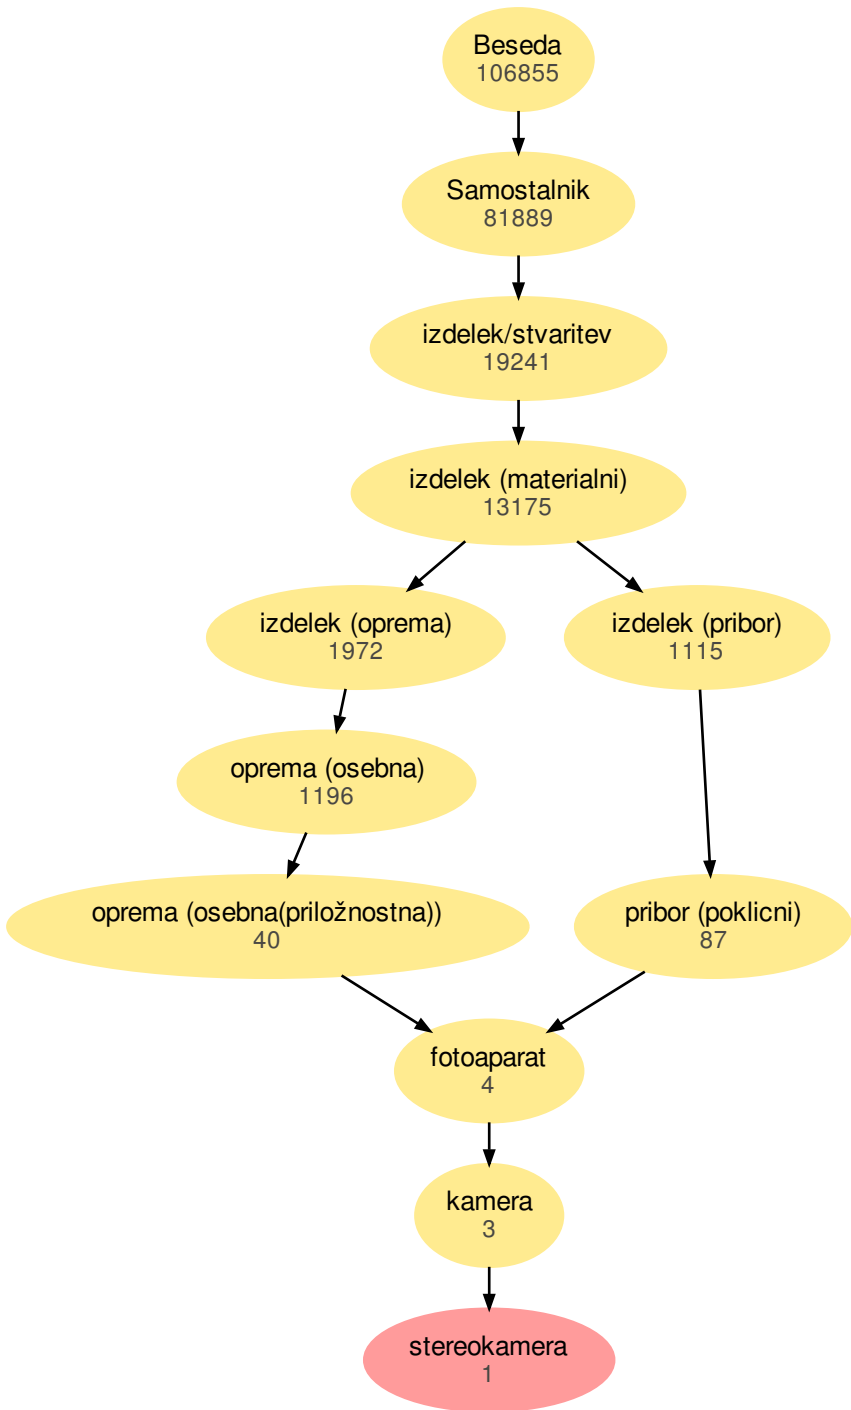 Beseda
106855
Samostalnik
81889
izdelek/stvaritev
19241
izdelek (materialni)
13175
izdelek (oprema)
1972
izdelek (pribor)
1115
oprema (osebna)
1196
oprema (osebna(priložnostna))
40
pribor (poklicni)
87
fotoaparat
4
kamera
3
stereokamera
1